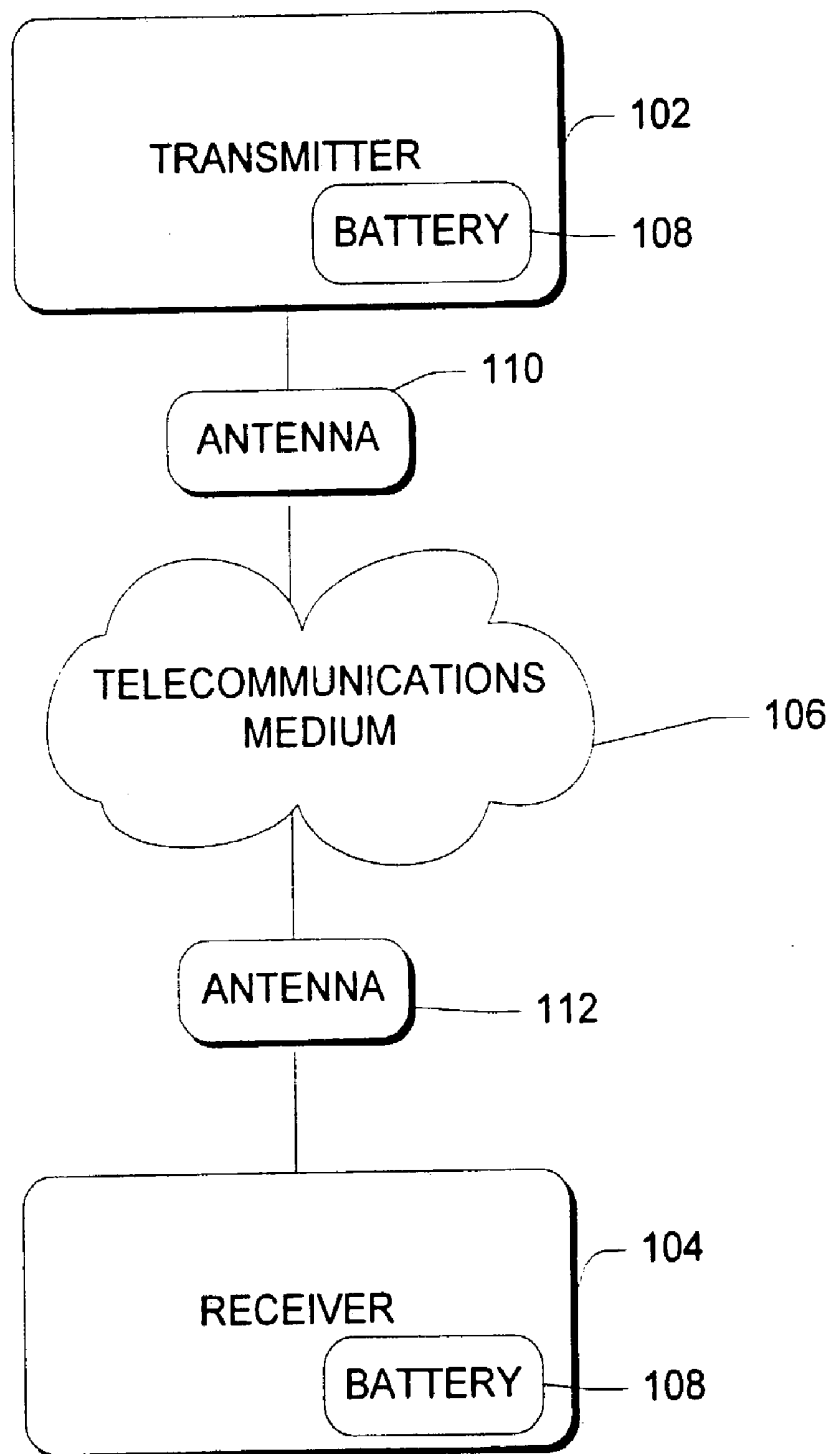 TRANSMITTER
102
BATTERY
108
110
ANTENNA
TELECOMMUNICATIONS
MEDIUM
106
ANTENNA
112
104
RECEIVER
BATTERY
108